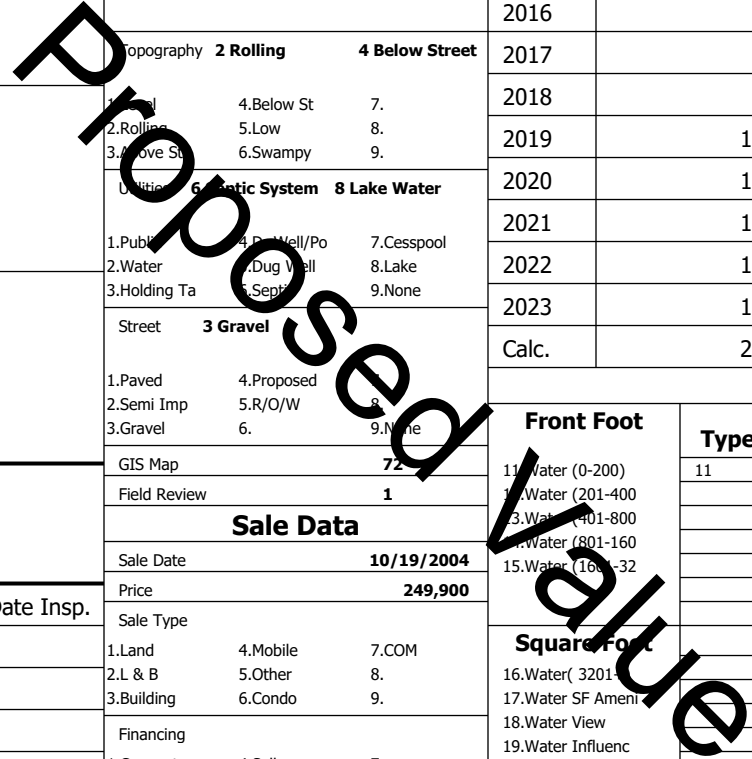 Topography 2 Rolling 4 Below Street
4.Below St 7.
2.Rolling 5.Low 8.
3.Above St 6.Swampy 9.
Utilities 6 Septic System 8 Lake Water
1.Public 4.Dr Well/Po 7.Cesspool
2.Water 5.Dug Well 8.Lake
3.Holding Ta 6.Septic 9.None
Street 3 Gravel
1.Paved 4.Proposed
2.Semi Imp 5.R/O/W 8.
3.Gravel 6. 9.None
GIS Map 72
Field Review 1
Sale Data
Sale Date 10/19/2004
Price 249,900
Sale Type
1.Land 4.Mobile 7.COM
2.L & B 5.Other 8.
3.Building 6.Condo 9.
Financing
Date Insp.
2016
2017
2018
2019 1
2020 1
2021 1
2022 1
2023 1
Calc. 2
Front Foot
Type
11.Water (0-200) 11
12.Water (201-400
13.Water (401-800
14.Water (801-160
15.Water (1601-32
Square Foot
16.Water( 3201-
17.Water SF Ameni
18.Water View
19.Water Influenc
Proposed Value